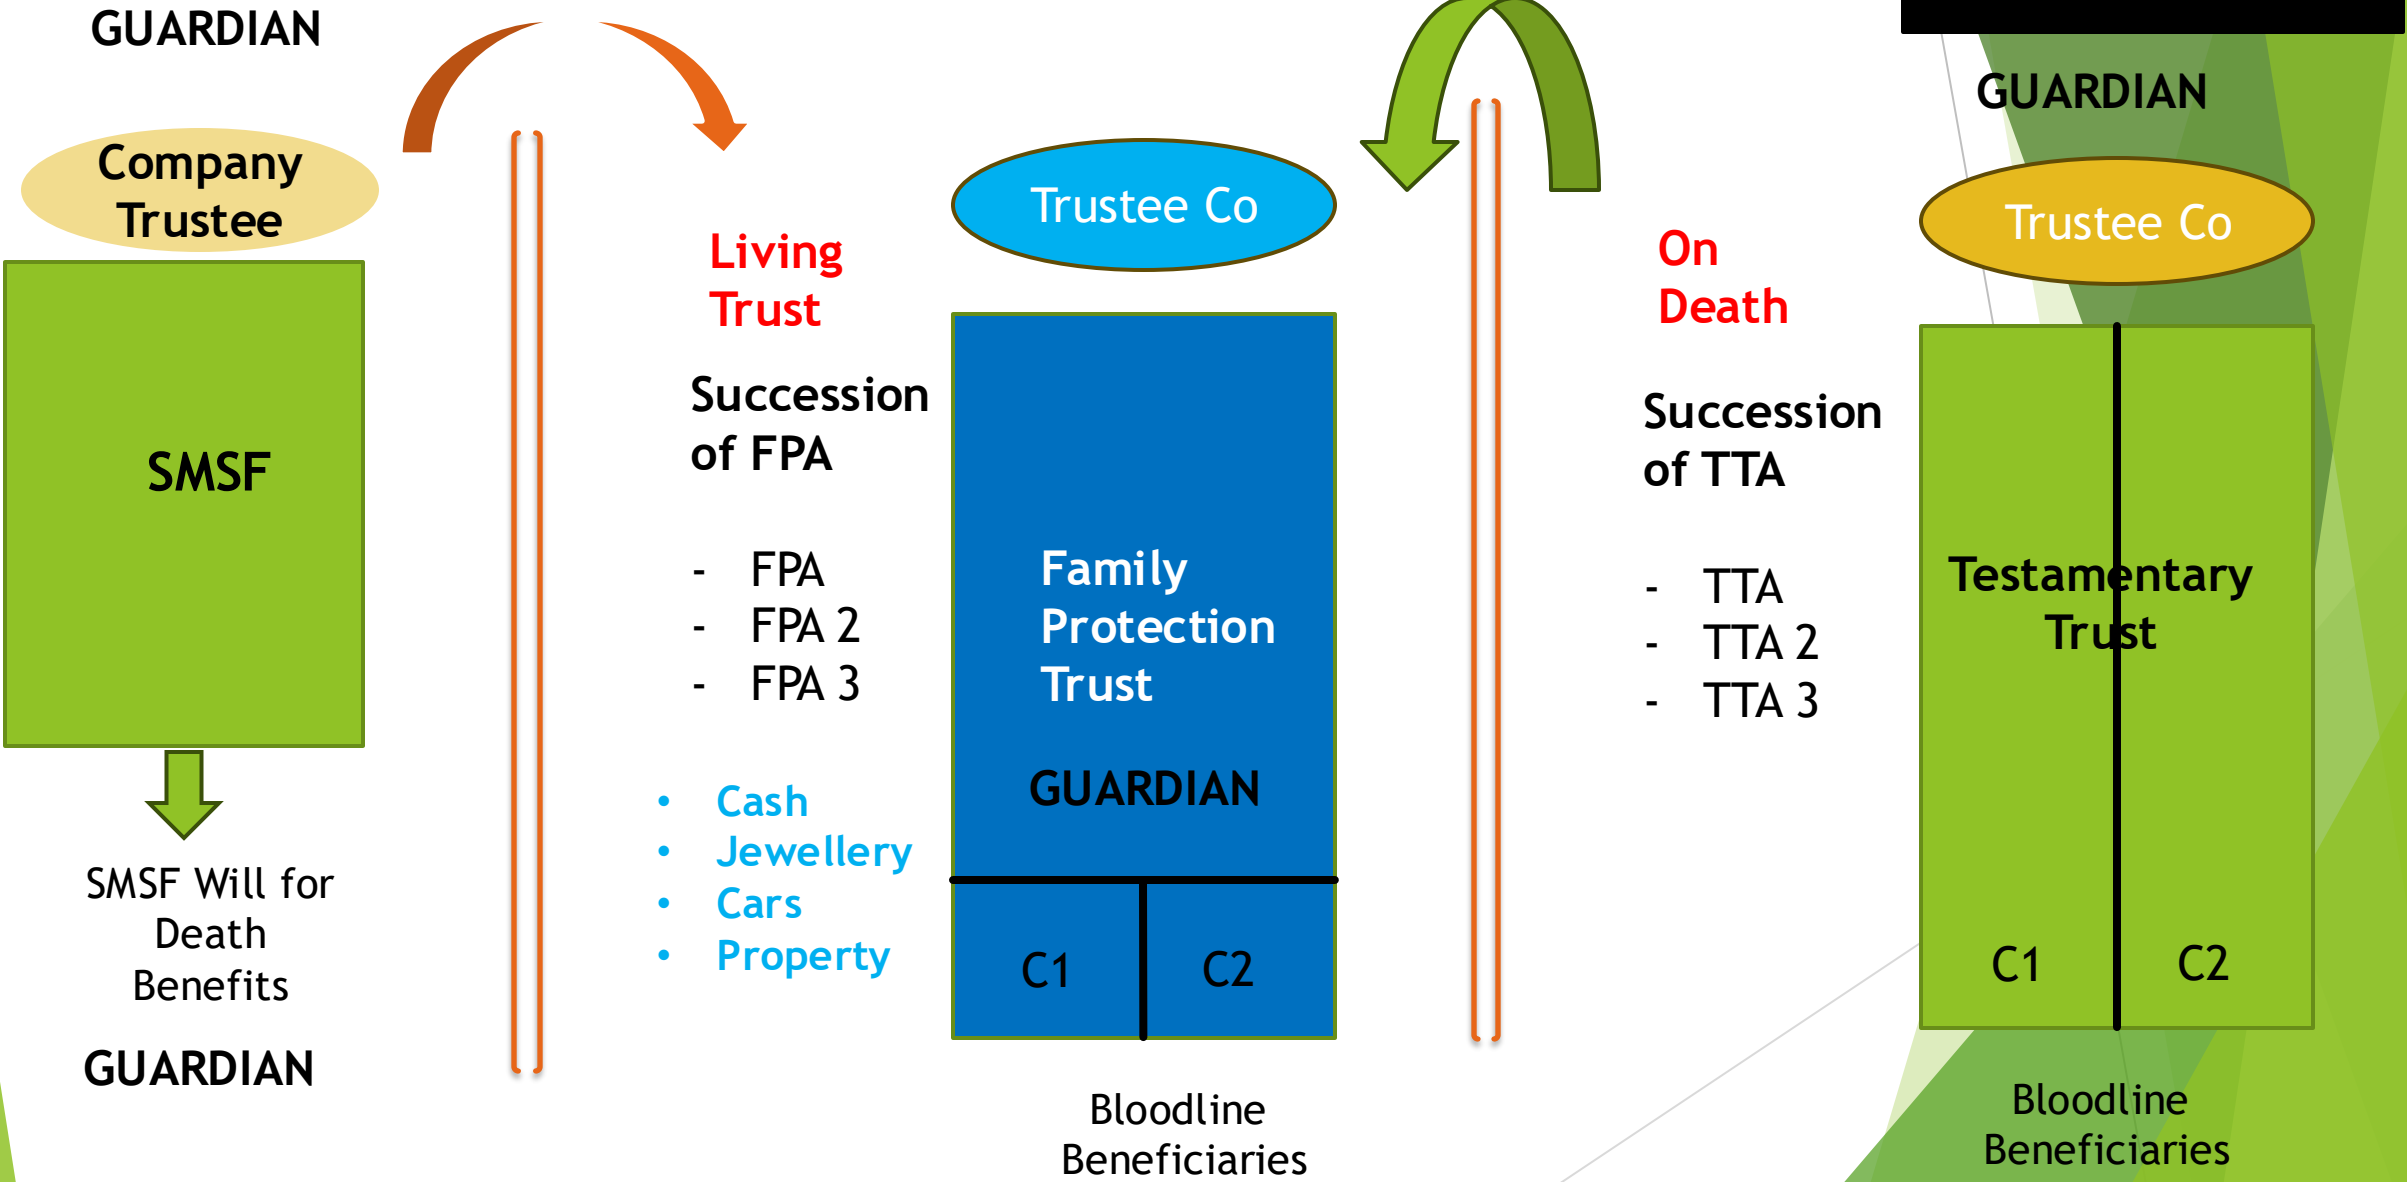 GUARDIAN
Company
Trustee
SMSF
SMSF Will for
Death
Benefits
GUARDIAN
Living
Trust
Succession
of FPA
- FPA
- FPA 2
- FPA 3
• Cash
• Jewellery
• Cars
• Property
Trustee Co
Family
Protection
Trust
GUARDIAN
C1
C2
Bloodline
Beneficiaries
On
Death
Succession
of TTA
- TTA
- TTA 2
- TTA 3
GUARDIAN
Trustee Co
Testamentary
Trust
C1
C2
Bloodline
Beneficiaries